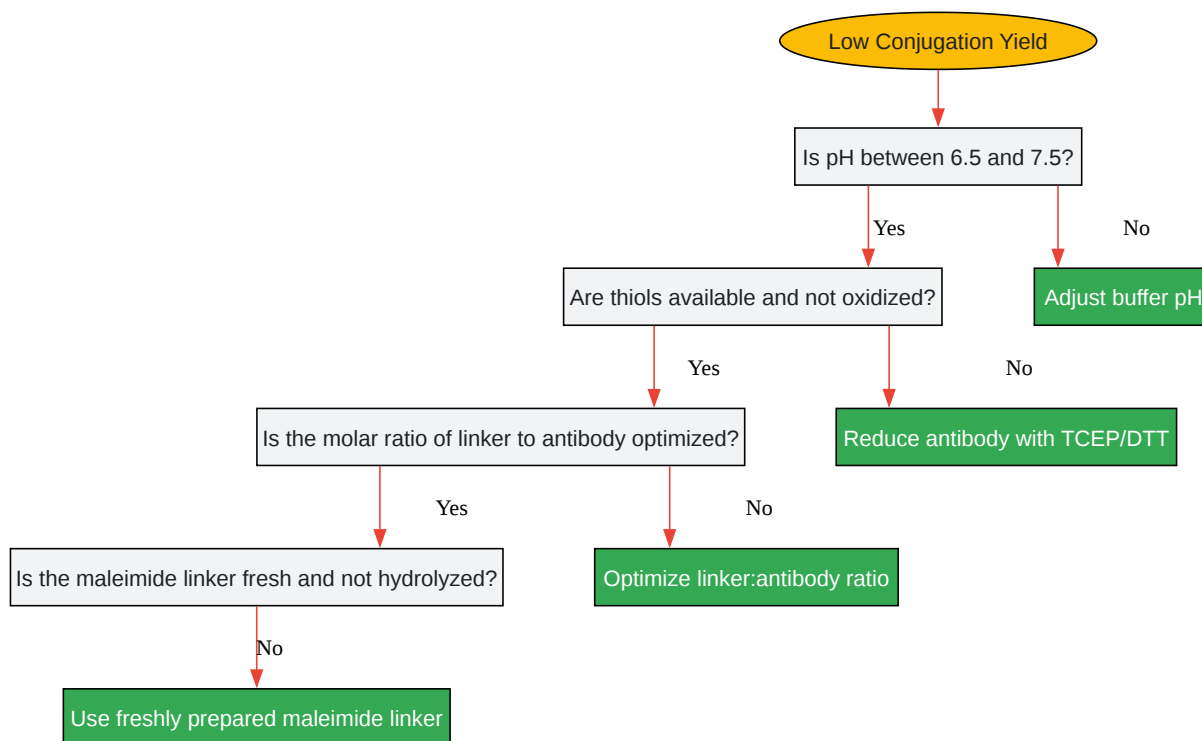 Low Conjugation Yield
Is pH between 6.5 and 7.5?
Yes
No
Are thiols available and not oxidized?
Adjust buffer pH
Yes
No
Is the molar ratio of linker to antibody optimized?
Reduce antibody with TCEP/DTT
Yes
No
Is the maleimide linker fresh and not hydrolyzed?
Optimize linker:antibody ratio
No
Use freshly prepared maleimide linker